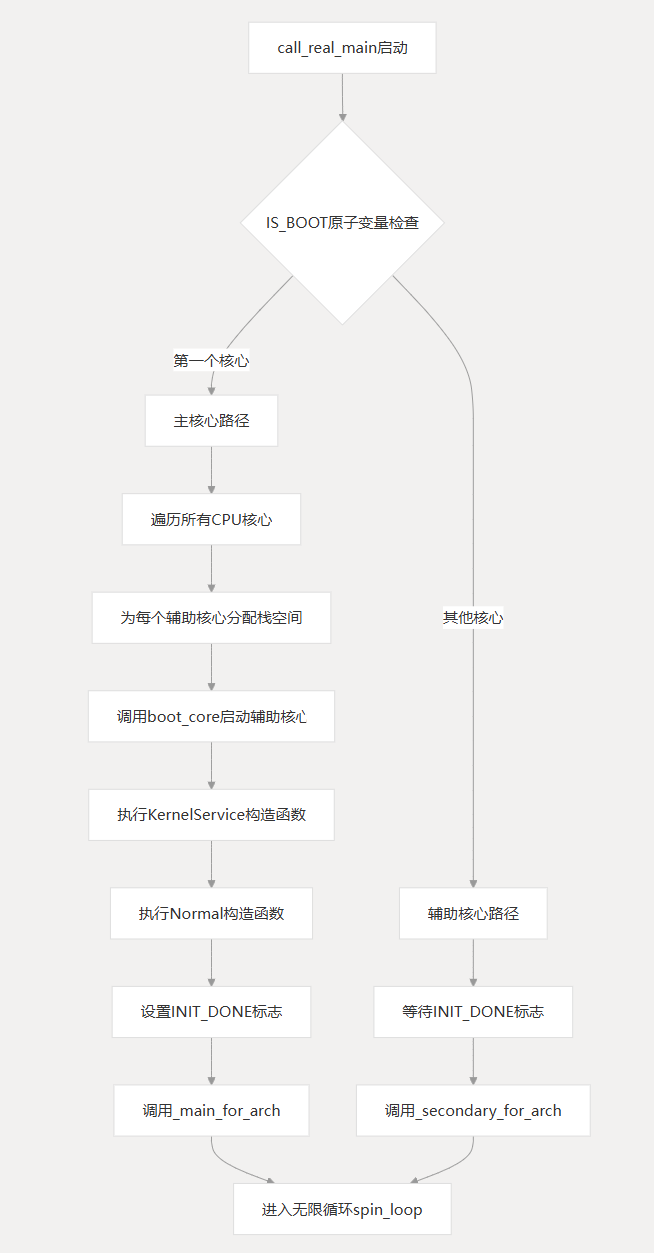 call_real_main启动
IS_BOOT原子变量检查
第一个核心
主核心路径
遍历所有CPU核心
为每个辅助核心分配栈空间
其他核心
调用boot_core启动辅助核心
执行KernelService构造函数
执行Normal构造函数
辅助核心路径
设置INIT_DONE标志
等待INIT_DONE标志
调用_main_for_arch
调用_secondary_for_arch
进入无限循环spin_loop